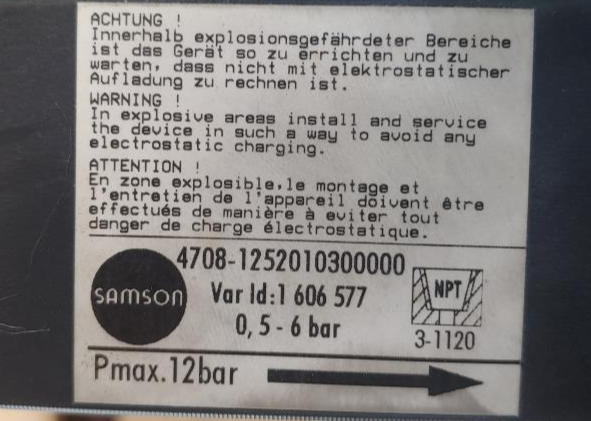 ACHTUNG !
Innerhalb explosionsgefährdeter Bereiche
ist das Gerät so zu errichten und zu
warten, dass nicht mit elektrostatischer
Aufladung zu rechnen ist.
WARNING !
In explosive areas install and service
the device in such a way to avoid any
electrostatic charging.
ATTENTION !
En zone explosible,le montage et
l'entretien de l'appareil doivent être
effectués de manière à eviter tout
danger de charge électrostatique.
4708-1252010300000
samson
Var Id:1 606 577
NPT
0,5-6 bar
3-1120
Pmax.12bar